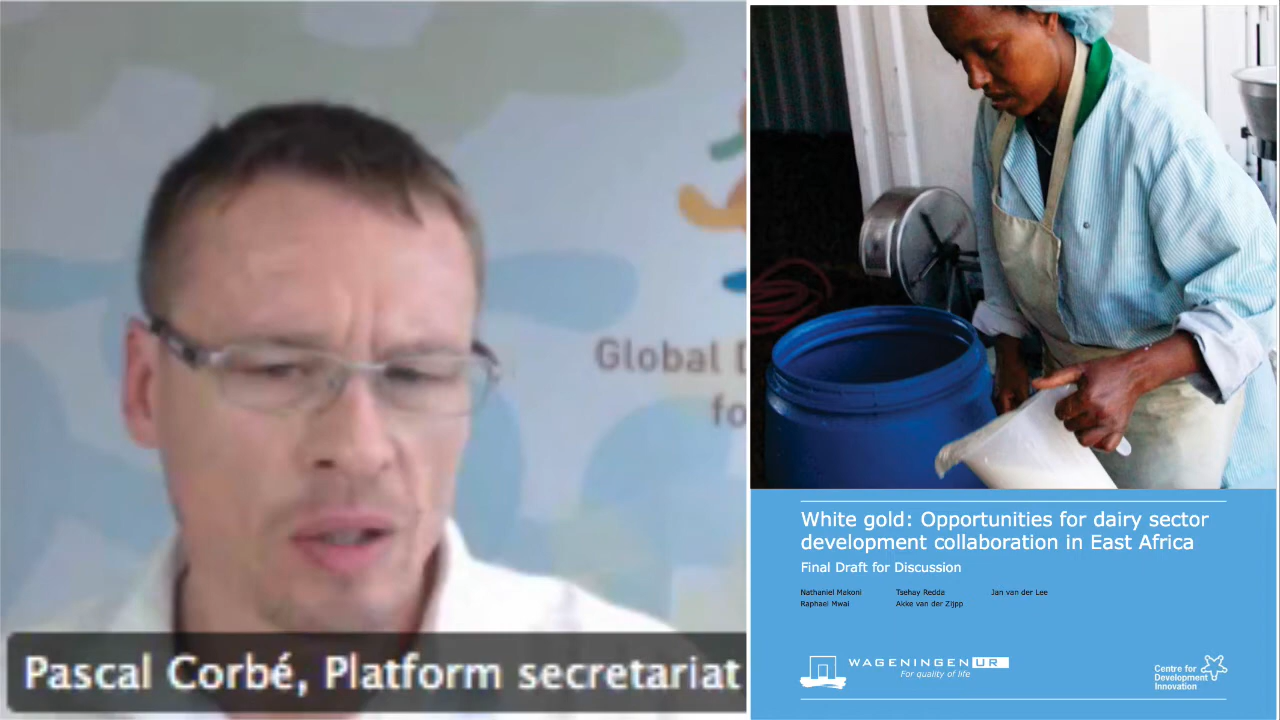 Global
Pascal Corbé, Platform secretariat
White gold: Opportunities for dairy sector
development collaboration in East Africa
Final Draft for Discussion
Nathaniel Makoni Tsehay Redda Jan van der Lee
Raphael Mwai Akke van der Zijpp
WAGENINGEN UR
For quality of life
Centre for
Development
Innovation